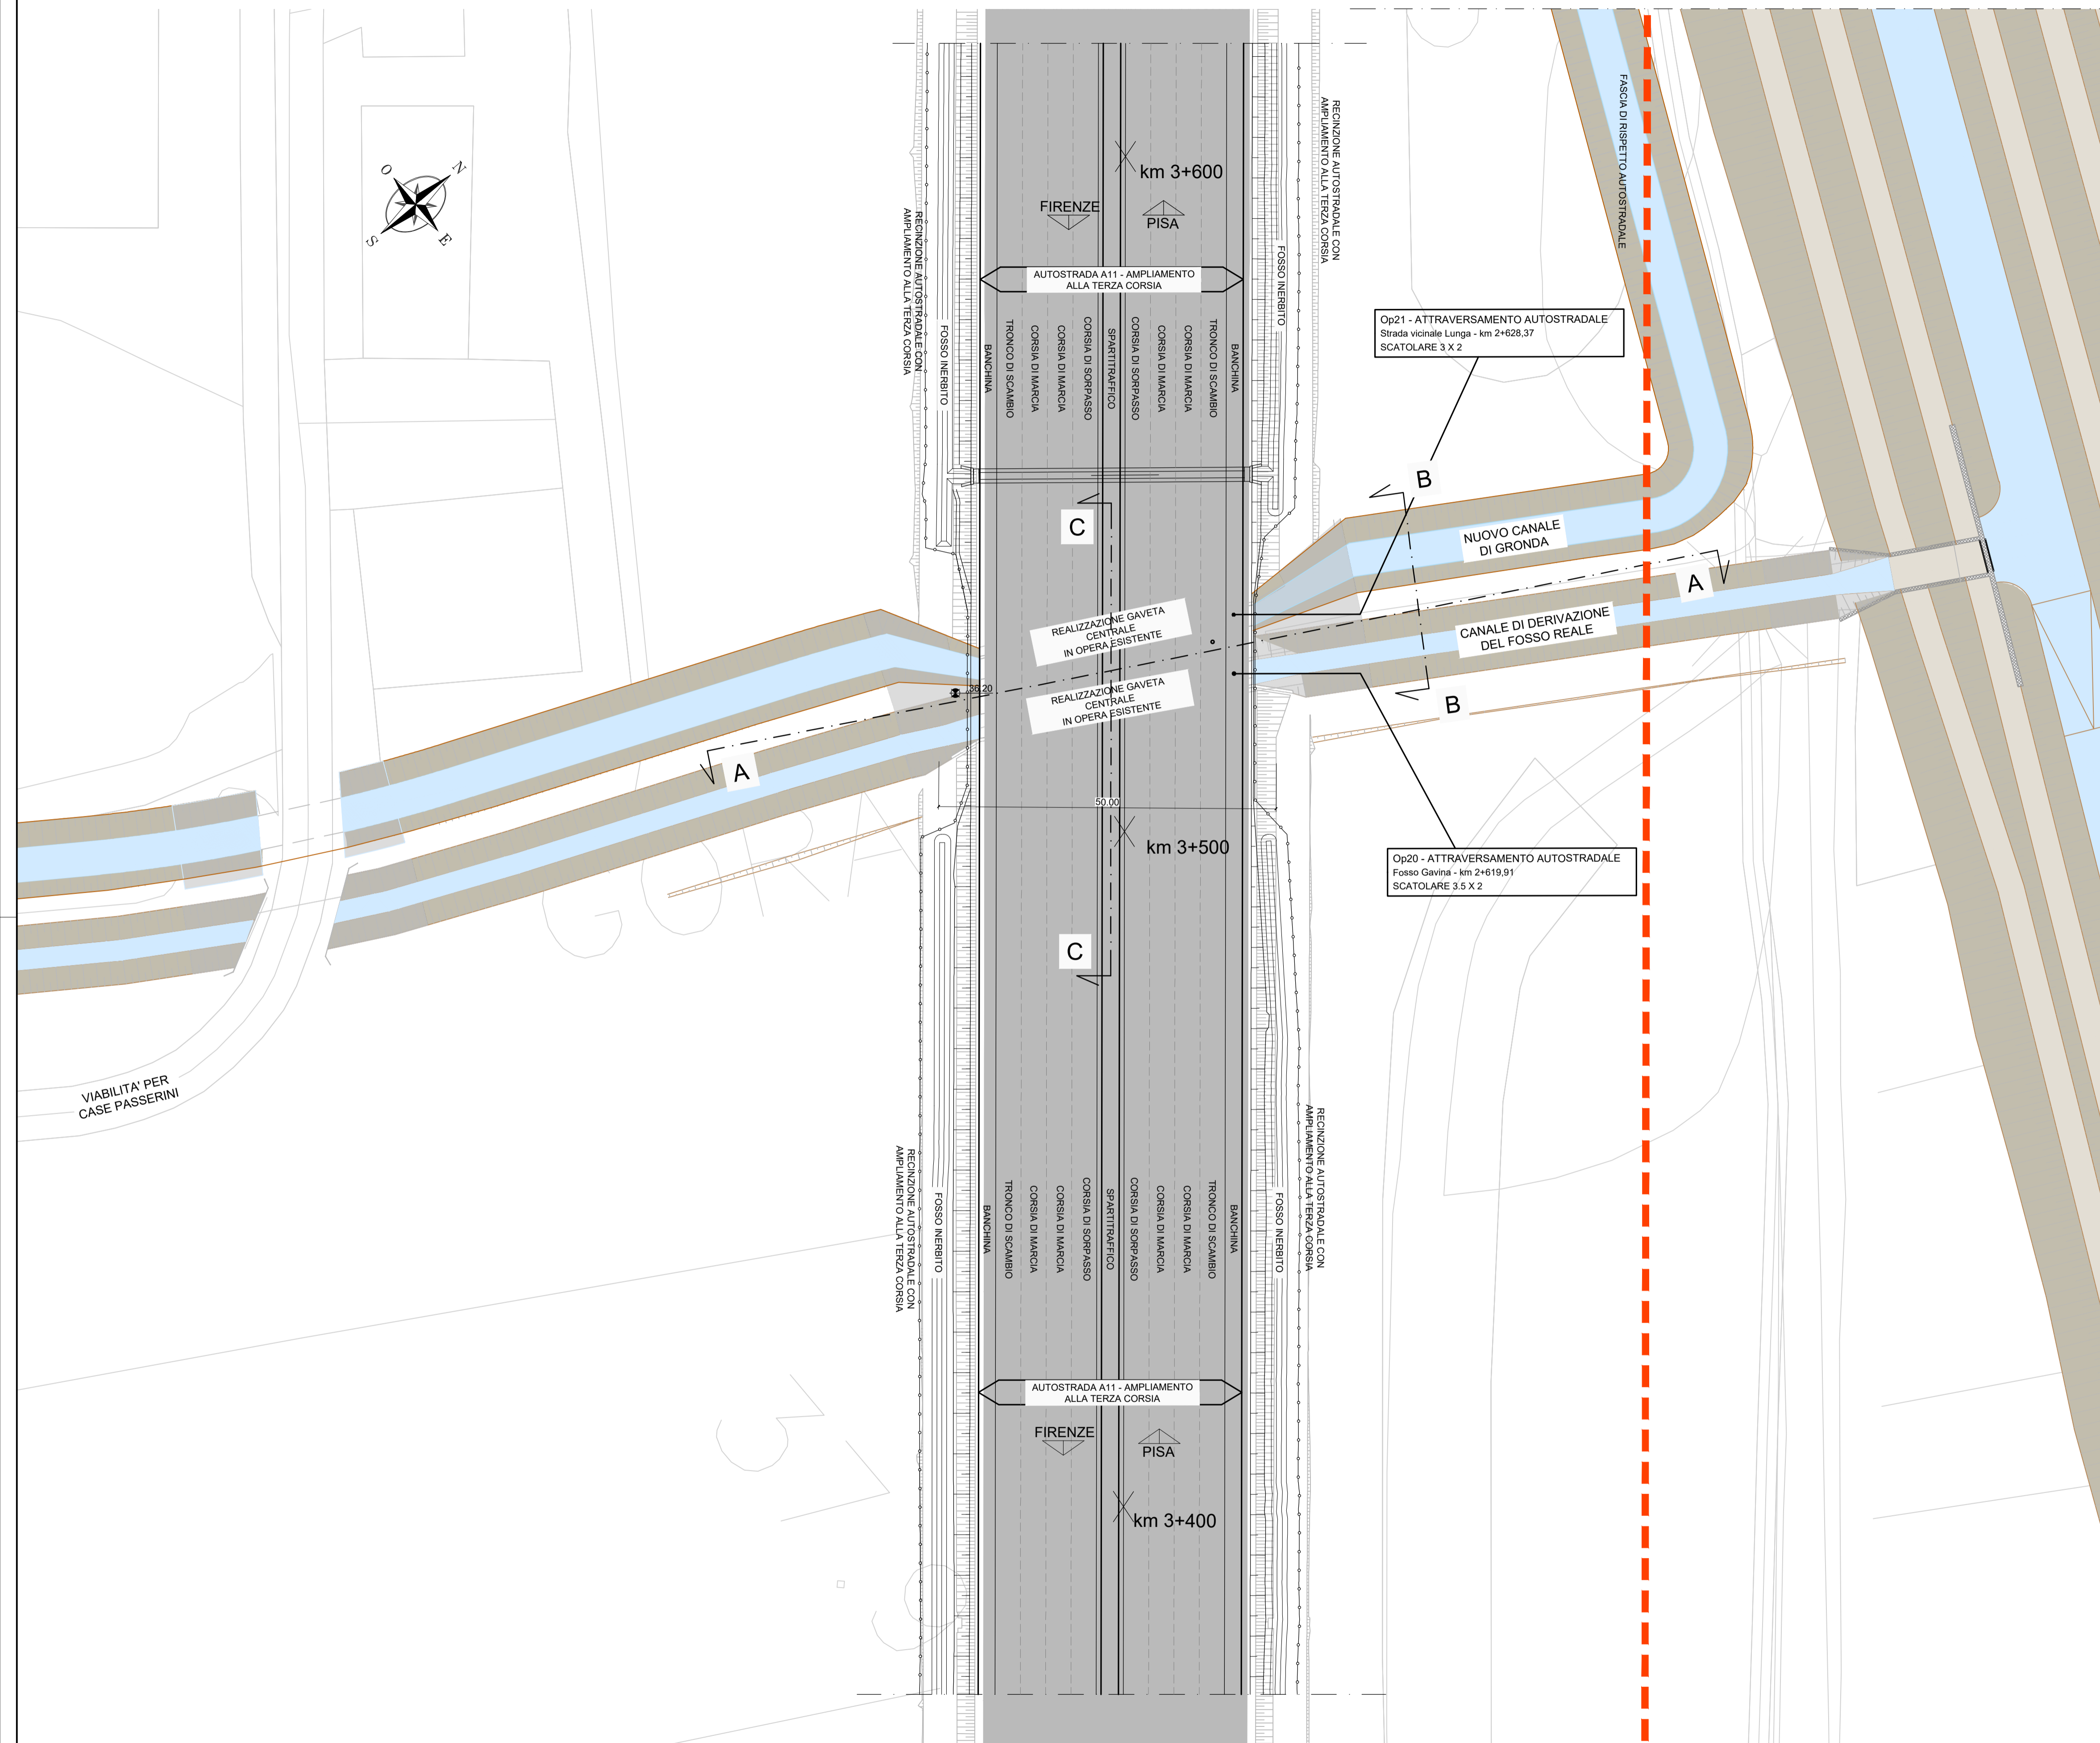 km 3+600
FIRENZE
PISA
AUTOSTRADA A11 - AMPLIAMENTO
ALLA TERZA CORSIA
O
N
S
E
RECINZIONE AUTOSTRADALE CON
AMPLIAMENTO ALLA TERZA CORSIA
FOSSO INERBITO
BANCHINA
TRONCO DI SCAMBIO
CORSIA DI MARCIA
CORSIA DI MARCIA
CORSIA DI SORPASSO
SPARTITRAFFICO
CORSIA DI SORPASSO
CORSIA DI MARCIA
CORSIA DI MARCIA
TRONCO DI SCAMBIO
BANCHINA
FOSSO INERBITO
RECINZIONE AUTOSTRADALE CON
AMPLIAMENTO ALLA TERZA CORSIA
FASCIA DI RISPETTO AUTOSTRADALE
Op21 - ATTRAVERSAMENTO AUTOSTRADALE
Strada vicinale Lunga - km 2+628,37
SCATOLARE 3 X 2
B
C
NUOVO CANALE
DI GRONDA
A
CANALE DI DERIVAZIONE
DEL FOSSO REALE
REALIZZAZIONE GAVETA
CENTRALE
IN OPERA ESISTENTE
36.20
REALIZZAZIONE GAVETA
CENTRALE
IN OPERA ESISTENTE
B
A
50.00
km 3+500
Op20 - ATTRAVERSAMENTO AUTOSTRADALE
Fosso Gavina - km 2+619,91
SCATOLARE 3.5 X 2
C
VIABILITA' PER
CASE PASSERINI
RECINZIONE AUTOSTRADALE CON
AMPLIAMENTO ALLA TERZA CORSIA
FOSSO INERBITO
BANCHINA
TRONCO DI SCAMBIO
CORSIA DI MARCIA
CORSIA DI MARCIA
CORSIA DI SORPASSO
SPARTITRAFFICO
CORSIA DI SORPASSO
CORSIA DI MARCIA
CORSIA DI MARCIA
TRONCO DI SCAMBIO
BANCHINA
FOSSO INERBITO
RECINZIONE AUTOSTRADALE CON
AMPLIAMENTO ALLA TERZA CORSIA
AUTOSTRADA A11 - AMPLIAMENTO
ALLA TERZA CORSIA
FIRENZE
PISA
km 3+400